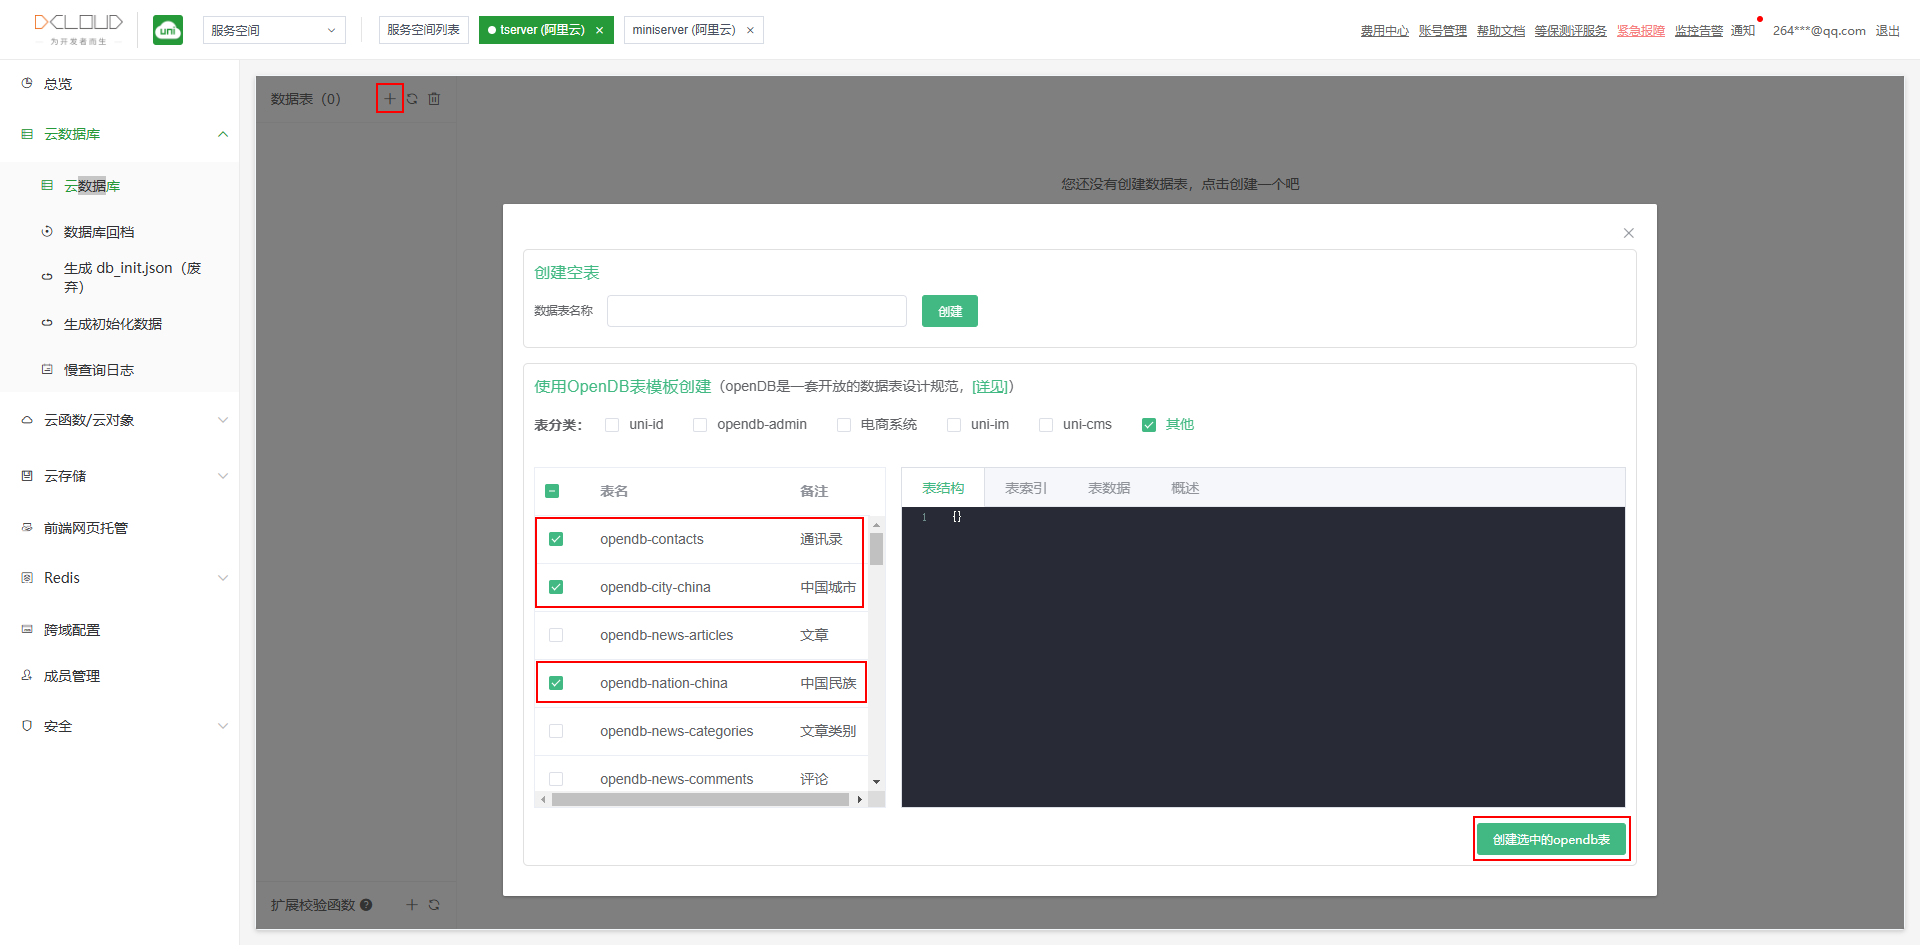 DCLOUD
为开发者而生
uni
服务空间
服务空间列表
tserver (阿里云) ×
miniserver (阿里云) ×
费用中心 账号管理 帮助文档 等保测评服务 紧急报障 监控告警 通知 264***@qq.com 退出
总览
云数据库
云数据库
数据库回档
生成 db_init.json（废
弃）
生成初始化数据
慢查询日志
云函数/云对象
云存储
前端网页托管
Redis
跨域配置
成员管理
安全
数据表（0）
您还没有创建数据表，点击创建一个吧
创建空表
数据表名称
创建
使用OpenDB表模板创建（openDB是一套开放的数据表设计规范，[详见]）
表分类： uni-id opendb-admin 电商系统 uni-im uni-cms 其他
表名 备注
opendb-contacts 通讯录
opendb-city-china 中国城市
opendb-news-articles 文章
opendb-nation-china 中国民族
opendb-news-categories 文章类别
opendb-news-comments 评论
表结构 表索引 表数据 概述
1 {}
创建选中的opendb表
扩展校验函数 ?